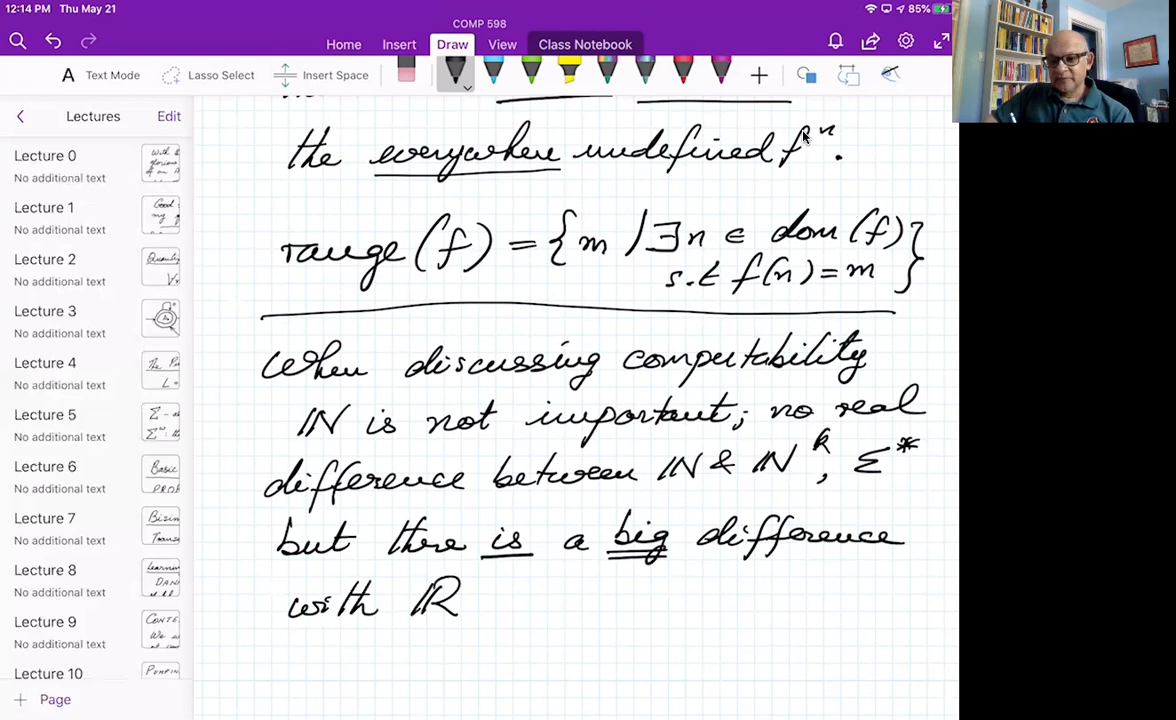 12:14 PM Thu May 21
85%
COMP 598
Home Insert Draw View Class Notebook
A Text Mode Lasso Select Insert Space
Lectures Edit
Lecture 0
No additional text
Lecture 1
No additional text
Lecture 2
No additional text
Lecture 3
No additional text
Lecture 4
No additional text
Lecture 5
No additional text
Lecture 6
No additional text
Lecture 7
No additional text
Lecture 8
No additional text
Lecture 9
No additional text
Lecture 10
+ Page
the everywhere undefined fⁿ.
range (f) = { m / ∃n ∈ dom (f)
s.t f(n) = m }
When discussing computability
ℕ is not important; no real
difference between ℕ & ℕᵏ, Σ*
but there is a big difference
with ℝ